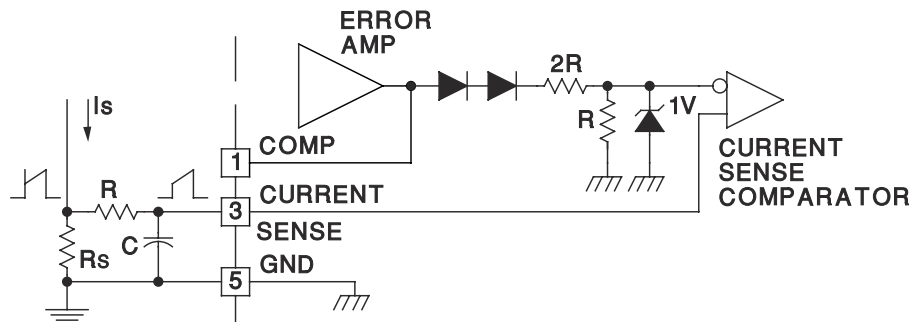 ERROR
AMP
2R
Is
R
1V
1 COMP
R
3 CURRENT
SENSE
CURRENT
SENSE
COMPARATOR
Rs
C
5 GND